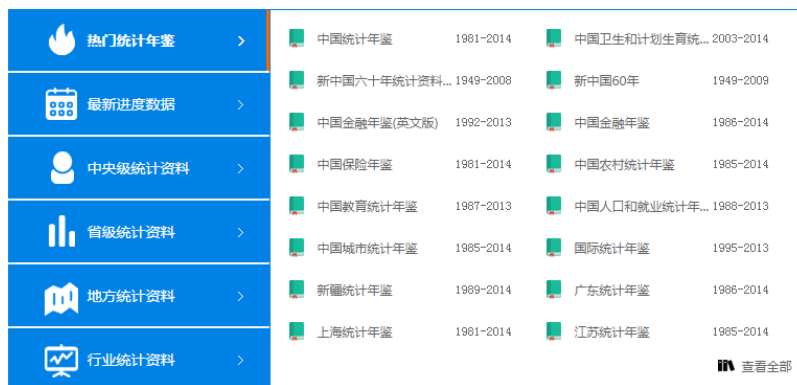 热门统计年鉴
最新进度数据
中央级统计资料
省级统计资料
地方统计资料
行业统计资料
中国统计年鉴 1981-2014 中国卫生和计划生育统... 2003-2014
新中国六十年统计资料... 1949-2008 新中国60年 1949-2009
中国金融年鉴(英文版) 1992-2013 中国金融年鉴 1986-2014
中国保险年鉴 1981-2014 中国农村统计年鉴 1985-2014
中国教育统计年鉴 1987-2013 中国人口和就业统计年... 1988-2013
中国城市统计年鉴 1985-2014 国际统计年鉴 1995-2013
新疆统计年鉴 1989-2014 广东统计年鉴 1986-2014
上海统计年鉴 1981-2014 江苏统计年鉴 1985-2014
查看全部